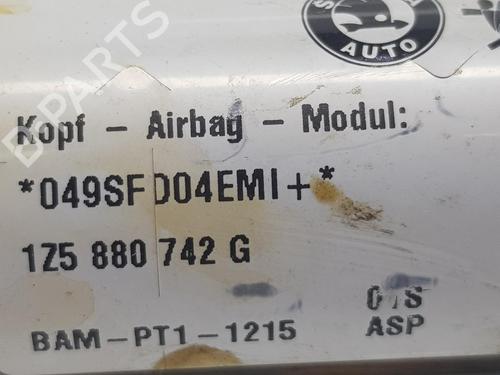 AUTO
Kopf - Airbag - Modul:
*049SFD04EMI+*
1Z5 880 742 G
BAM-PT1-1215
ASP